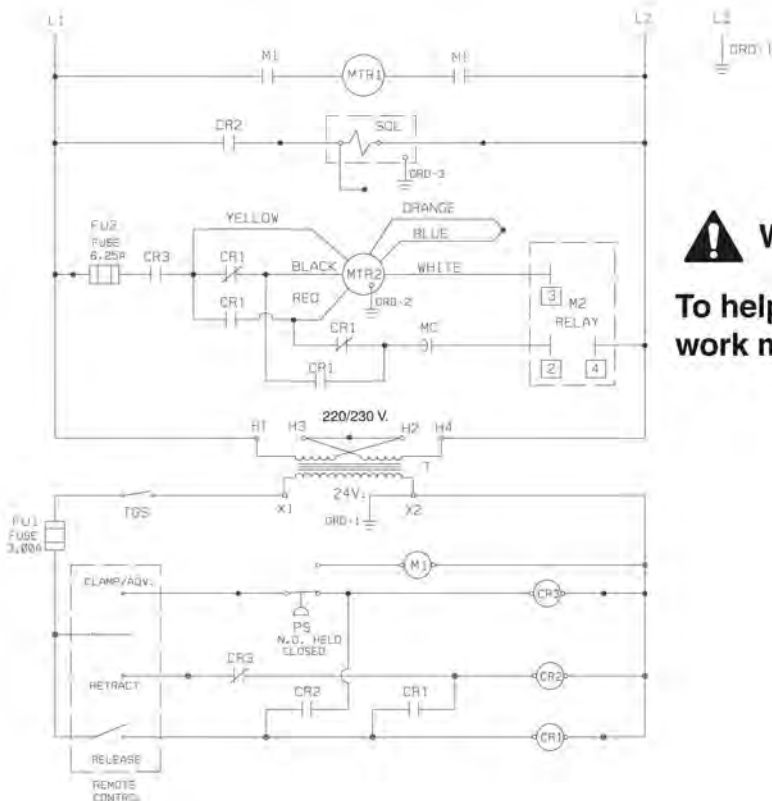 L1
L2
GRD-1
M1
MTR1
M1
CR2
SOL
GRD-3
FU2
FUSE
6.25A
CR3
YELLOW
CR1
BLACK
CR1
RED
MTR2
GRD-2
ORANGE
BLUE
WHITE
CR1
MC
CR1
3
M2
RELAY
2
4
W
To help
work m
220/230 V.
H1
H3
H2
H4
T
24V.
X1
X2
GRD-1
FU1
FUSE
3.00A
TGS
CLAMP/ADV.
PS
N.O. HELD
CLOSED
M1
RETRACT
CR3
CR2
CR2
CR1
RELEASE
CR1
REMOTE
CONTROL